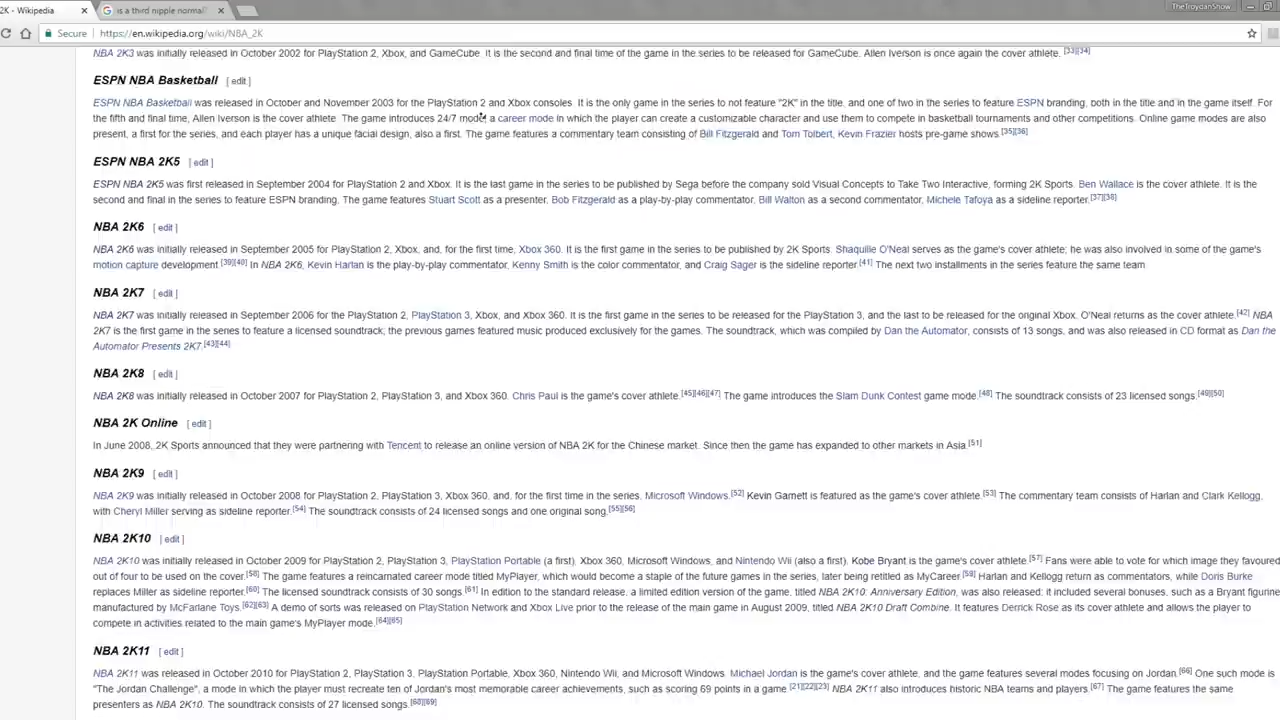 2K - Wikipedia
is a third nipple normal?
TheTroydanShow
Secure | https://en.wikipedia.org/wiki/NBA_2K
NBA 2K3 was initially released in October 2002 for PlayStation 2, Xbox, and GameCube. It is the second and final time of the game in the series to be released for GameCube. Allen Iverson is once again the cover athlete. [33][34]
ESPN NBA Basketball [ edit ]
ESPN NBA Basketball was released in October and November 2003 for the PlayStation 2 and Xbox consoles. It is the only game in the series to not feature "2K" in the title, and one of two in the series to feature ESPN branding, both in the title and in the game itself. For
the fifth and final time, Allen Iverson is the cover athlete. The game introduces 24/7 mode, a career mode in which the player can create a customizable character and use them to compete in basketball tournaments and other competitions. Online game modes are also
present, a first for the series, and each player has a unique facial design, also a first. The game features a commentary team consisting of Bill Fitzgerald and Tom Tolbert, Kevin Frazier hosts pre-game shows.[35][36]
ESPN NBA 2K5 [ edit ]
ESPN NBA 2K5 was first released in September 2004 for PlayStation 2 and Xbox. It is the last game in the series to be published by Sega before the company sold Visual Concepts to Take Two Interactive, forming 2K Sports. Ben Wallace is the cover athlete. It is the
second and final in the series to feature ESPN branding. The game features Stuart Scott as a presenter, Bob Fitzgerald as a play-by-play commentator, Bill Walton as a second commentator, Michele Tafoya as a sideline reporter.[37][38]
NBA 2K6 [ edit ]
NBA 2K6 was initially released in September 2005 for PlayStation 2, Xbox, and, for the first time, Xbox 360. It is the first game in the series to be published by 2K Sports. Shaquille O'Neal serves as the game's cover athlete; he was also involved in some of the game's
motion capture development.[39][40] In NBA 2K6, Kevin Harlan is the play-by-play commentator, Kenny Smith is the color commentator, and Craig Sager is the sideline reporter.[41] The next two installments in the series feature the same team
NBA 2K7 [ edit ]
NBA 2K7 was initially released in September 2006 for the PlayStation 2, PlayStation 3, Xbox, and Xbox 360. It is the first game in the series to be released for the PlayStation 3, and the last to be released for the original Xbox. O'Neal returns as the cover athlete.[42] NBA
2K7 is the first game in the series to feature a licensed soundtrack; the previous games featured music produced exclusively for the games. The soundtrack, which was compiled by Dan the Automator, consists of 13 songs, and was also released in CD format as Dan the
Automator Presents 2K7.[43][44]
NBA 2K8 [ edit ]
NBA 2K8 was initially released in October 2007 for PlayStation 2, PlayStation 3, and Xbox 360. Chris Paul is the game's cover athlete.[45][46][47] The game introduces the Slam Dunk Contest game mode.[48] The soundtrack consists of 23 licensed songs.[49][50]
NBA 2K Online [ edit ]
In June 2008, 2K Sports announced that they were partnering with Tencent to release an online version of NBA 2K for the Chinese market. Since then the game has expanded to other markets in Asia.[51]
NBA 2K9 [ edit ]
NBA 2K9 was initially released in October 2008 for PlayStation 2, PlayStation 3, Xbox 360, and, for the first time in the series, Microsoft Windows.[52] Kevin Garnett is featured as the game's cover athlete.[53] The commentary team consists of Harlan and Clark Kellogg,
with Cheryl Miller serving as sideline reporter.[54] The soundtrack consists of 24 licensed songs and one original song.[55][56]
NBA 2K10 [ edit ]
NBA 2K10 was initially released in October 2009 for PlayStation 2, PlayStation 3, PlayStation Portable (a first), Xbox 360, Microsoft Windows, and Nintendo Wii (also a first). Kobe Bryant is the game's cover athlete.[57] Fans were able to vote for which image they favoured
out of four to be used on the cover.[58] The game features a reincarnated career mode titled MyPlayer, which would become a staple of the future games in the series, later being retitled as MyCareer.[59] Harlan and Kellogg return as commentators, while Doris Burke
replaces Miller as sideline reporter.[60] The licensed soundtrack consists of 30 songs.[61] In edition to the standard release, a limited edition version of the game, titled NBA 2K10: Anniversary Edition, was also released; it included several bonuses, such as a Bryant figurine
manufactured by McFarlane Toys.[62][63] A demo of sorts was released on PlayStation Network and Xbox Live prior to the release of the main game in August 2009, titled NBA 2K10 Draft Combine. It features Derrick Rose as its cover athlete and allows the player to
compete in activities related to the main game's MyPlayer mode.[64][65]
NBA 2K11 [ edit ]
NBA 2K11 was released in October 2010 for PlayStation 2, PlayStation 3, PlayStation Portable, Xbox 360, Nintendo Wii, and Microsoft Windows. Michael Jordan is the game's cover athlete, and the game features several modes focusing on Jordan.[66] One such mode is
"The Jordan Challenge", a mode in which the player must recreate ten of Jordan's most memorable career achievements, such as scoring 69 points in a game.[21][22][23] NBA 2K11 also introduces historic NBA teams and players.[67] The game features the same
presenters as NBA 2K10. The soundtrack consists of 27 licensed songs.[68][69]